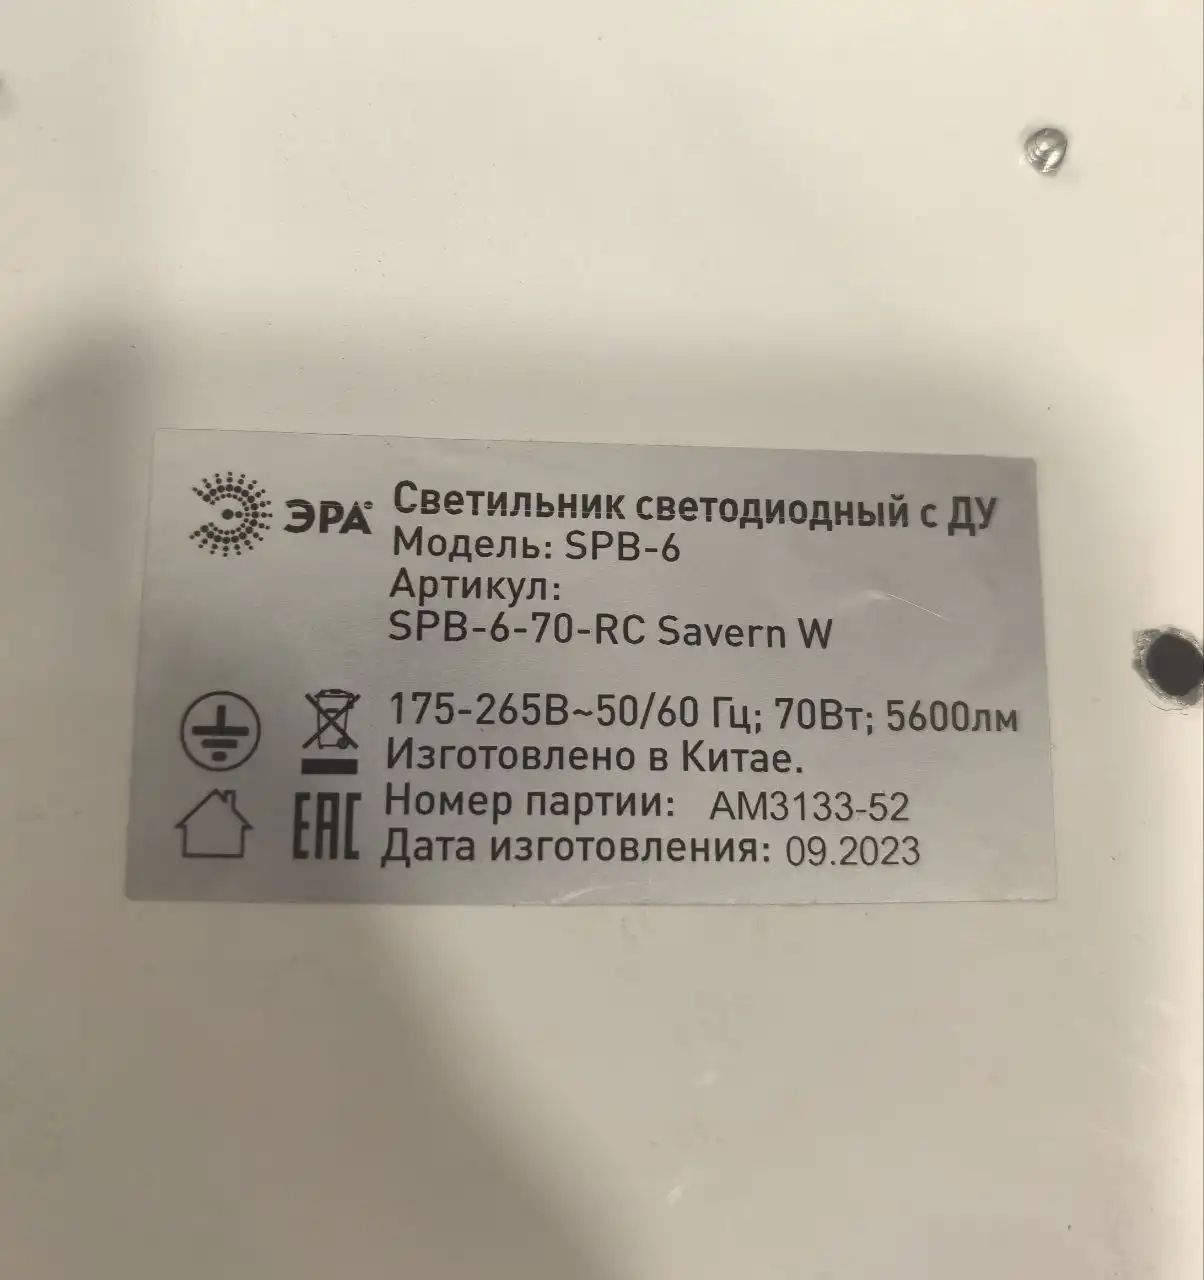 ЭРА
Светильник светодиодный с ДУ
Модель: SPB-6
Артикул:
SPB-6-70-RC Savern W
175-265В~50/60 Гц; 70Вт; 5600лм
Изготовлено в Китае.
Номер партии: AM3133-52
Дата изготовления: 09.2023
EAC